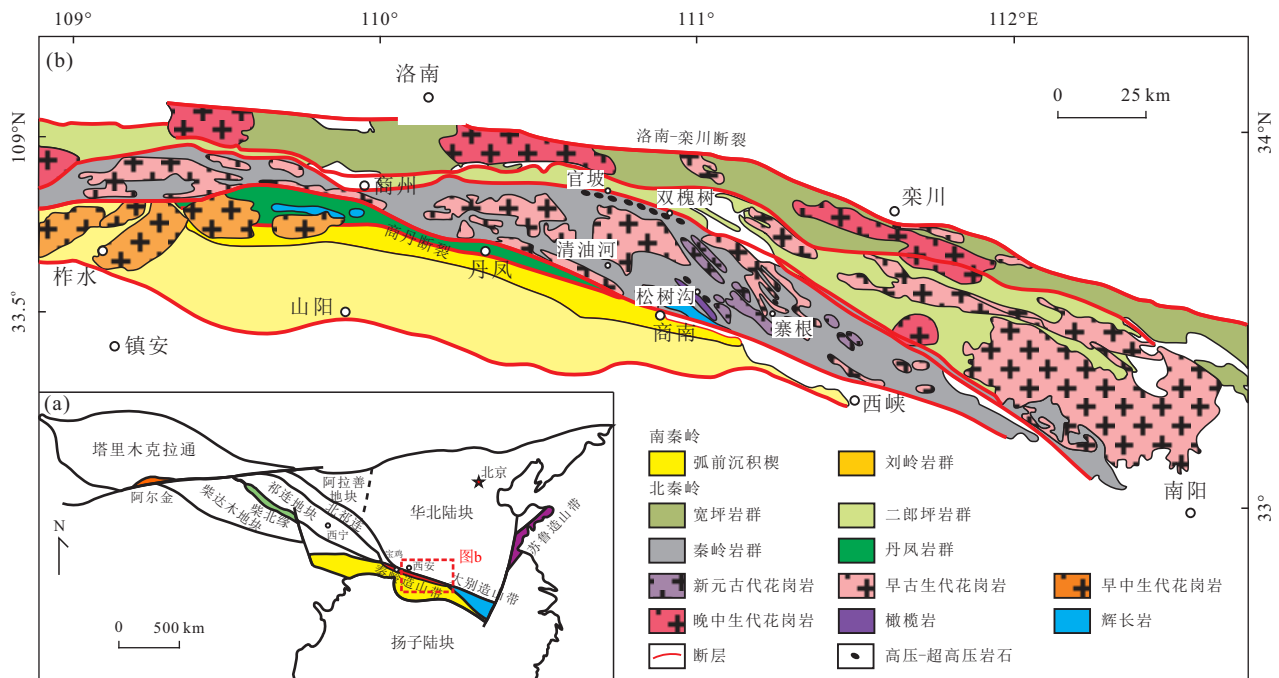 109°
110°
111°
112°E
(b)
洛南
0 25 km
109°N
34°N
洛南-栾川断裂
商州
官坡
双槐树
栾川
商丹断裂
清油河
柞水
丹凤
松树沟
山阳
寨根
33.5°
商南
镇安
西峡
(a)
南秦岭
塔里木克拉通
弧前沉积楔
刘岭岩群
北京
阿拉善
地块
北秦岭
南阳
阿尔金
祁连地块
北祁连
华北陆块
宽坪岩群
二郎坪岩群
33°
柴达木地块
柴北缘
西宁
苏鲁造山带
N
秦岭岩群
丹凤岩群
宝鸡
西安
图b
新元古代花岗岩
早古生代花岗岩
早中生代花岗岩
秦岭造山带
大别造山带
晚中生代花岗岩
橄榄岩
辉长岩
0 500 km
扬子陆块
断层
高压-超高压岩石